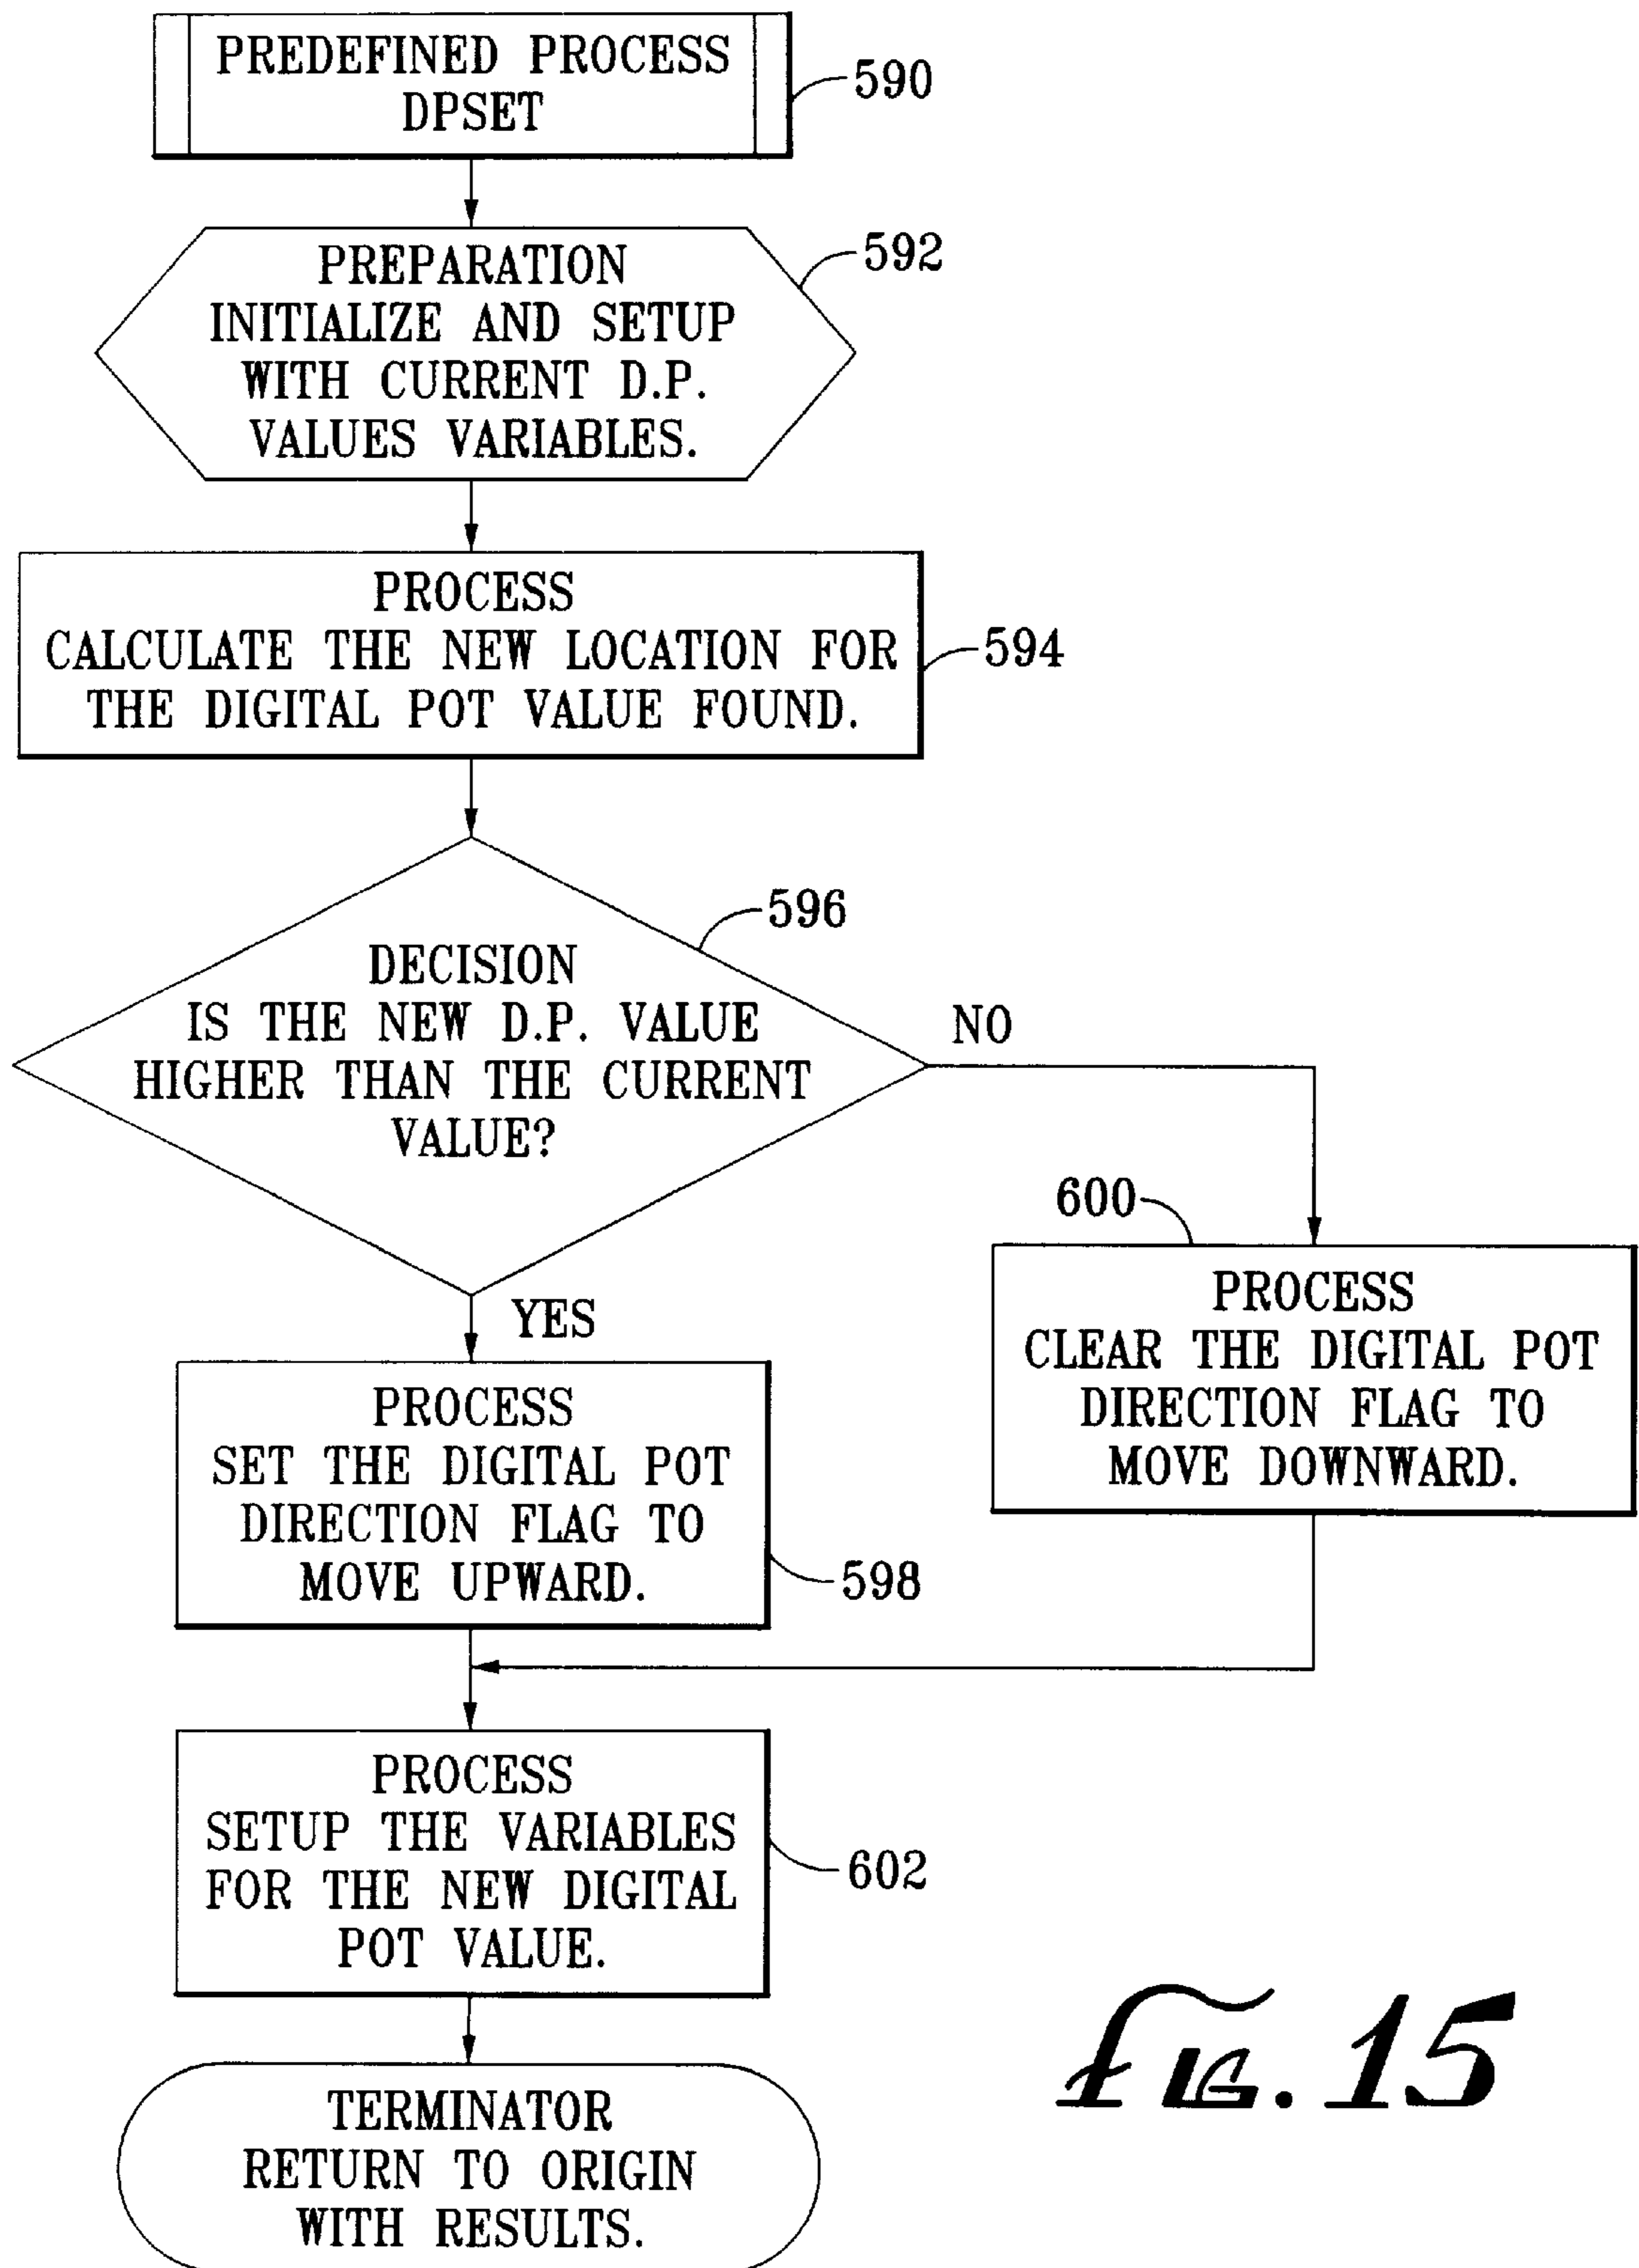 PREDEFINED PROCESS
DPSET
590
PREPARATION
INITIALIZE AND SETUP
WITH CURRENT D.P.
VALUES VARIABLES.
592
PROCESS
CALCULATE THE NEW LOCATION FOR
THE DIGITAL POT VALUE FOUND.
594
DECISION
IS THE NEW D.P. VALUE
HIGHER THAN THE CURRENT
VALUE?
596
NO
YES
600
PROCESS
CLEAR THE DIGITAL POT
DIRECTION FLAG TO
MOVE DOWNWARD.
PROCESS
SET THE DIGITAL POT
DIRECTION FLAG TO
MOVE UPWARD.
598
PROCESS
SETUP THE VARIABLES
FOR THE NEW DIGITAL
POT VALUE.
602
TERMINATOR
RETURN TO ORIGIN
WITH RESULTS.
FIG. 15